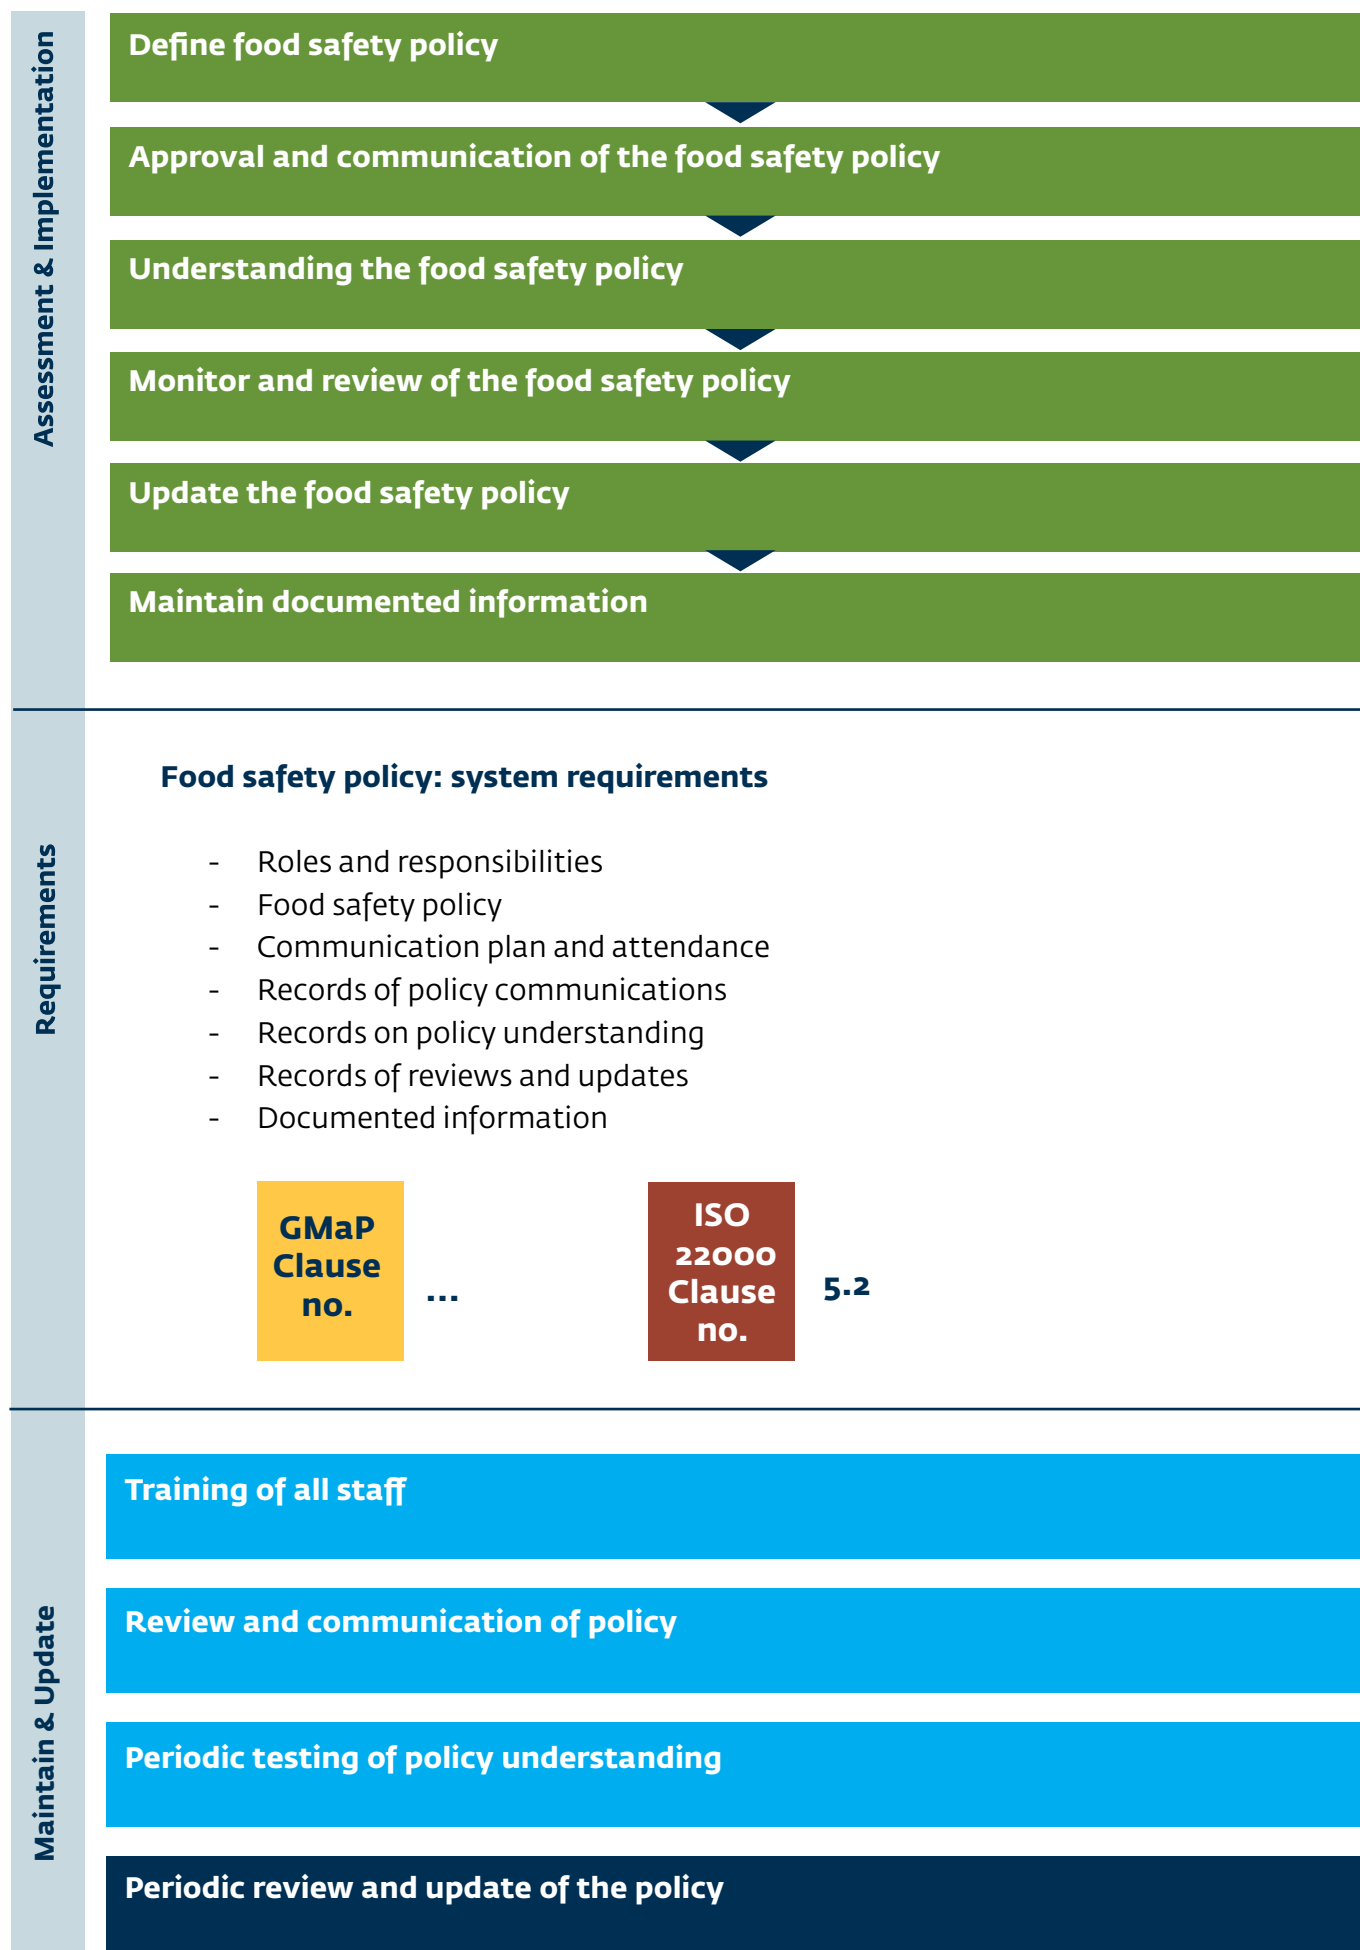 Assessment & Implementation
Define food safety policy
Approval and communication of the food safety policy
Understanding the food safety policy
Monitor and review of the food safety policy
Update the food safety policy
Maintain documented information
Requirements
Food safety policy: system requirements
- Roles and responsibilities
- Food safety policy
- Communication plan and attendance
- Records of policy communications
- Records on policy understanding
- Records of reviews and updates
- Documented information
GMaP
Clause
no.
...
ISO
22000
Clause
no.
5.2
Maintain & Update
Training of all staff
Review and communication of policy
Periodic testing of policy understanding
Periodic review and update of the policy